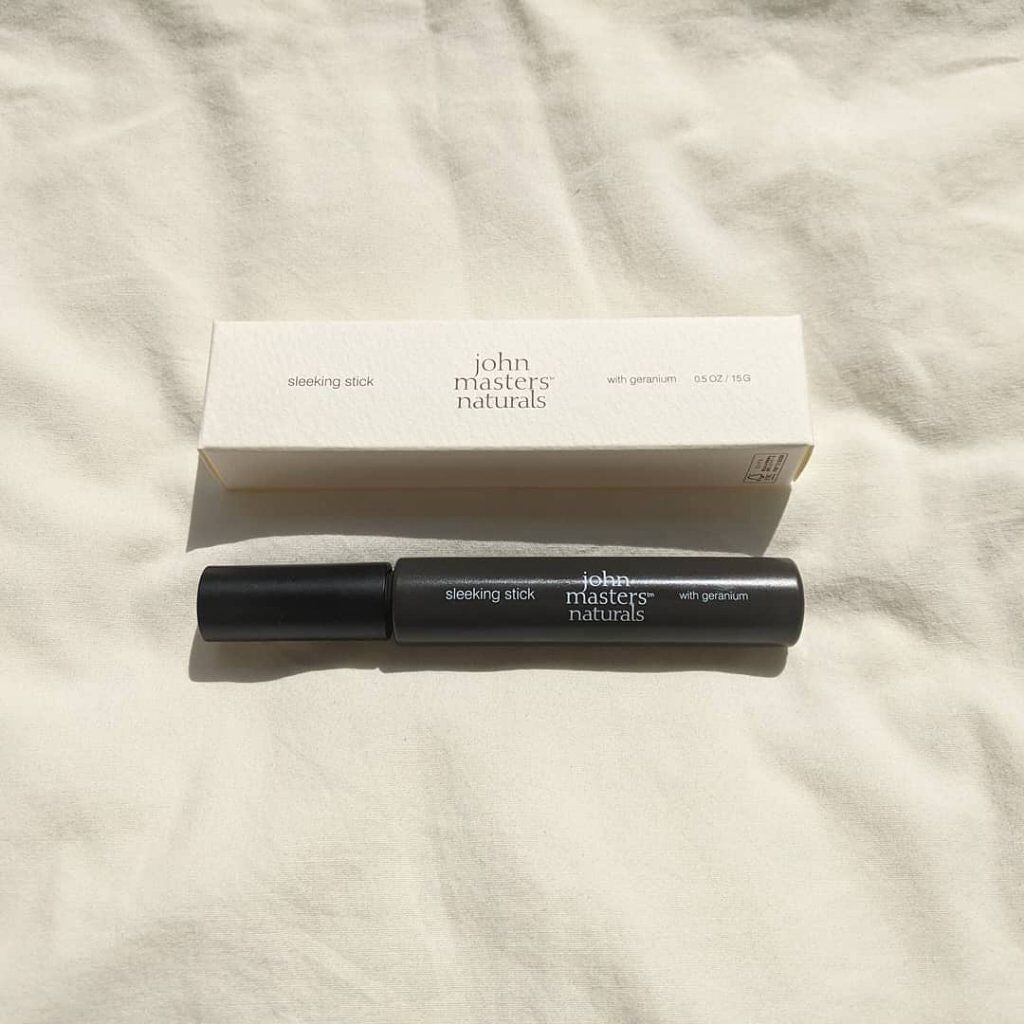 sleeking stick
john
masters™
naturals
with geranium 0.5 OZ / 15 G
sleeking stick
john
masters™
naturals
with geranium